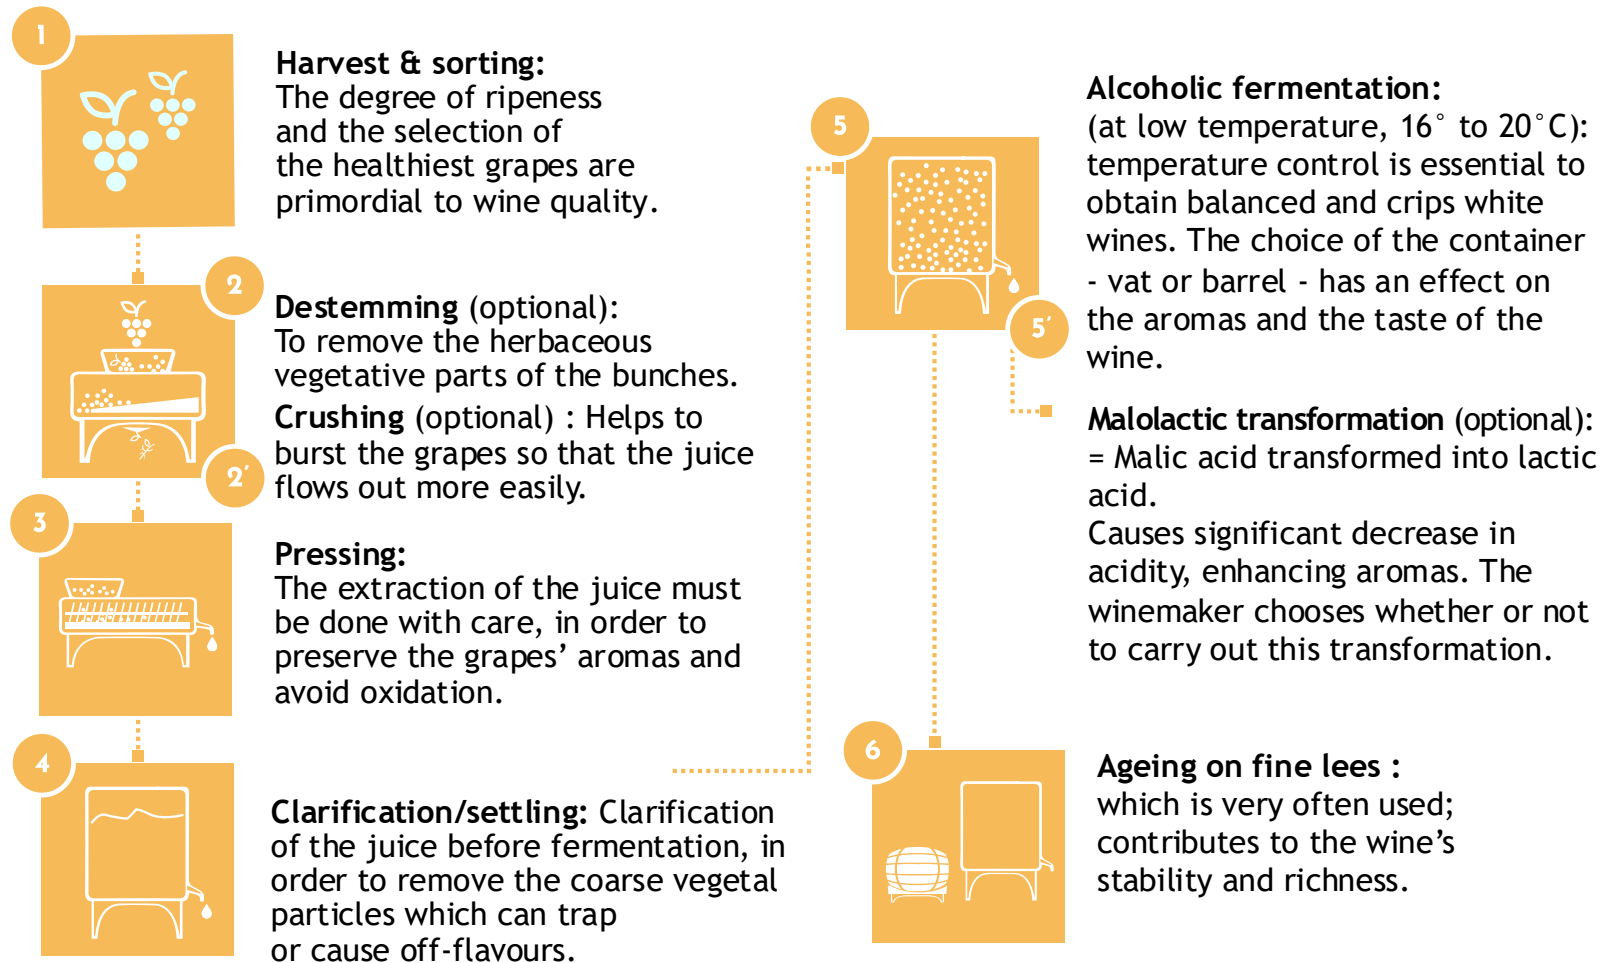 1
Harvest & sorting:
The degree of ripeness
and the selection of
the healthiest grapes are
primordial to wine quality.
2
Destemming (optional):
To remove the herbaceous
vegetative parts of the bunches.
2′
Crushing (optional) : Helps to
burst the grapes so that the juice
flows out more easily.
3
Pressing:
The extraction of the juice must
be done with care, in order to
preserve the grapes’ aromas and
avoid oxidation.
4
Clarification/settling: Clarification
of the juice before fermentation, in
order to remove the coarse vegetal
particles which can trap
or cause off-flavours.
5
Alcoholic fermentation:
(at low temperature, 16° to 20°C):
temperature control is essential to
obtain balanced and crips white
wines. The choice of the container
- vat or barrel - has an effect on
the aromas and the taste of the
wine.
5′
Malolactic transformation (optional):
= Malic acid transformed into lactic
acid.
Causes significant decrease in
acidity, enhancing aromas. The
winemaker chooses whether or not
to carry out this transformation.
6
Ageing on fine lees :
which is very often used;
contributes to the wine’s
stability and richness.